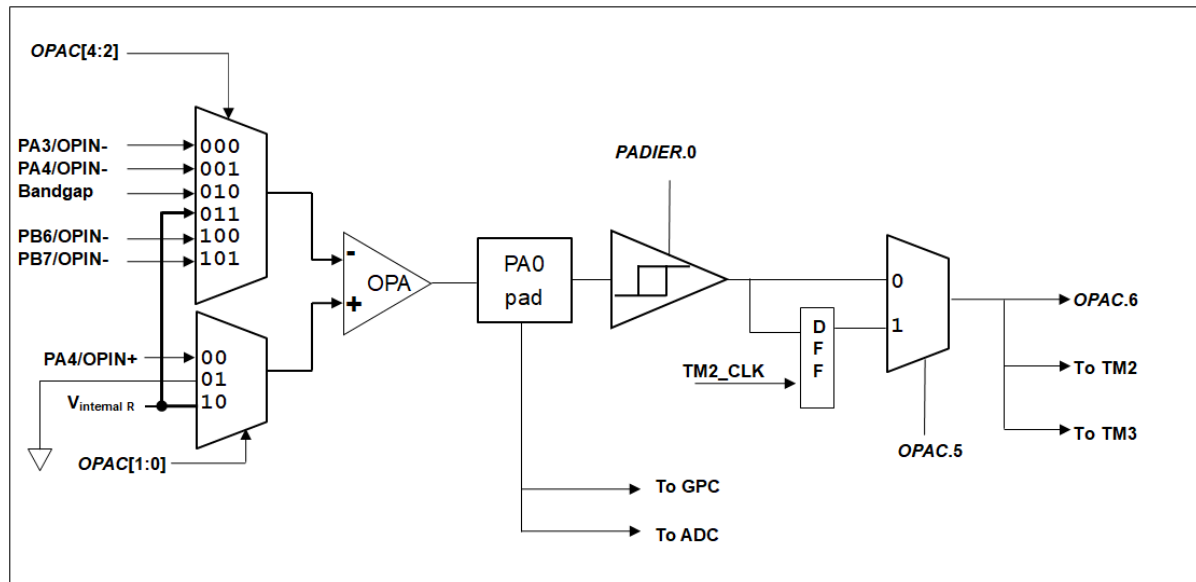 OPAC[4:2]
PA3/OPIN-
000
PA4/OPIN-
001
Bandgap
010
011
PB6/OPIN-
100
PB7/OPIN-
101
PADIER.0
-
OPA
+
PA0
pad
0
1
OPAC.6
D
F
F
TM2_CLK
To TM2
To TM3
OPAC.5
PA4/OPIN+
00
01
Vinternal R
10
OPAC[1:0]
To GPC
To ADC